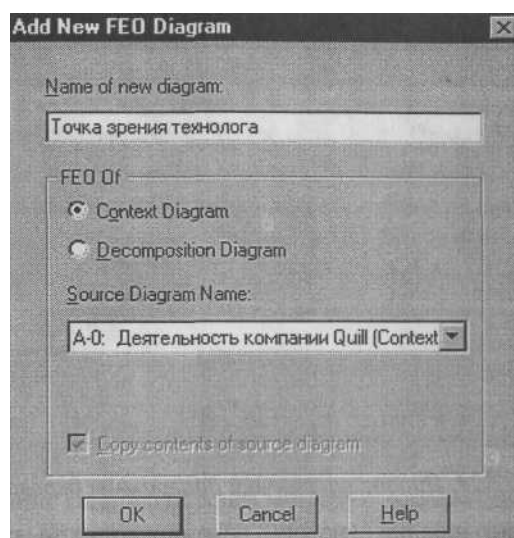 Add New FEO Diagram
Name of new diagram:
Точка зрения технолога
FEO Of
Context Diagram
Decomposition Diagram
Source Diagram Name:
A-0: Деятельность компании Quill (Context
Copy contents of source diagram
OK
Cancel
Help